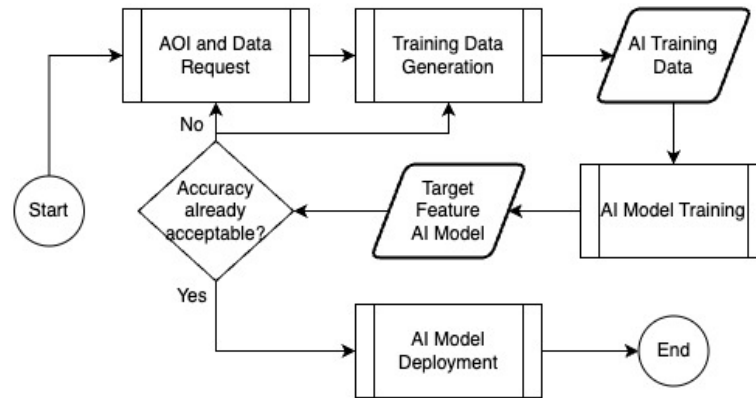 AOI and Data
Request
Training Data
Generation
AI Training
Data
No
Start
Accuracy
already
acceptable?
Target
Feature
AI Model
AI Model Training
Yes
AI Model
Deployment
End